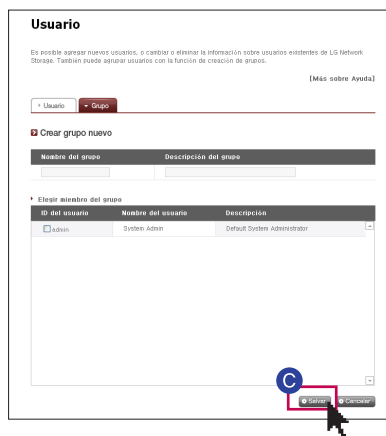 Usuario
Es posible agregar nuevos usuarios, o cambiar o eliminar la información sobre usuarios existentes de LG Network
Storage. También puede agrupar usuarios con la función de creación de grupos.
[Más sobre Ayuda]
Usuario Grupo
Crear grupo nuevo
Nombre del grupo Descripción del grupo
Elegir miembro del grupo
ID del usuario Nombre del usuario Descripción
admin System Admin Default System Administrator
C
Salvar Cancelar